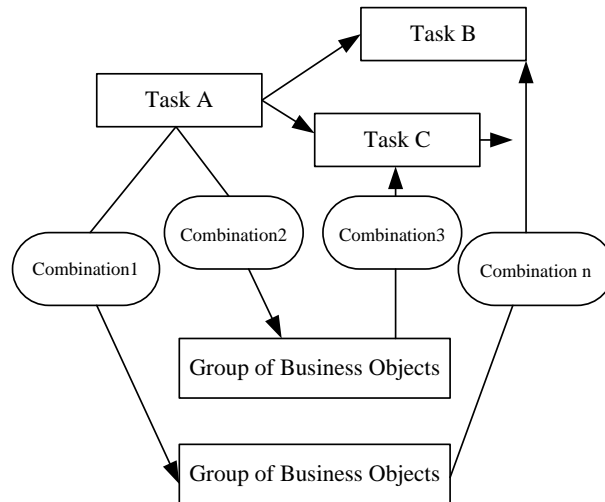 Task B
Task A
Task C
Combination1
Combination2
Combination3
Combination n
Group of Business Objects
Group of Business Objects